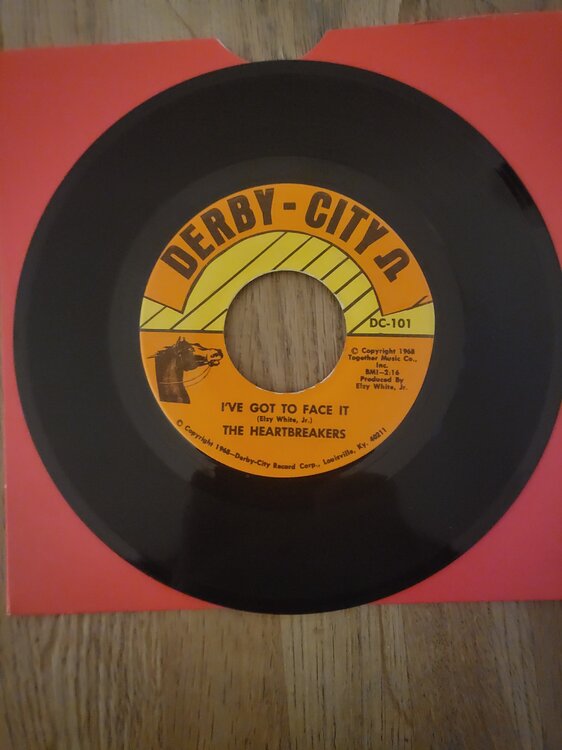 DERBY-CITY
DC-101
© Copyright 1968
Together Music Co.,
Inc.
BMI-2:16
Produced By
Elzy White, Jr.
I'VE GOT TO FACE IT
(Elzy White, Jr.)
THE HEARTBREAKERS
© Copyright 1968—Derby-City Record Corp., Louisville, Ky. 40211